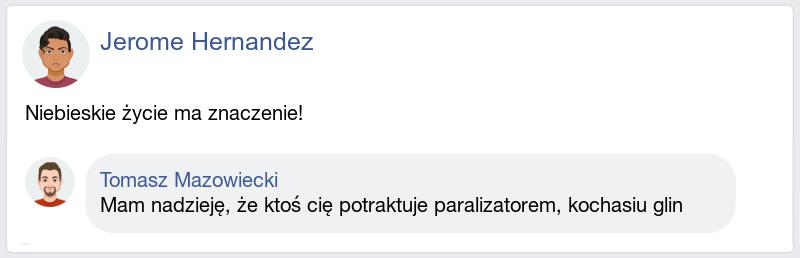 Jerome Hernandez
Niebieskie życie ma znaczenie!
Tomasz Mazowiecki
Mam nadzieję, że ktoś cię potraktuje paralizatorem, kochasiu glin